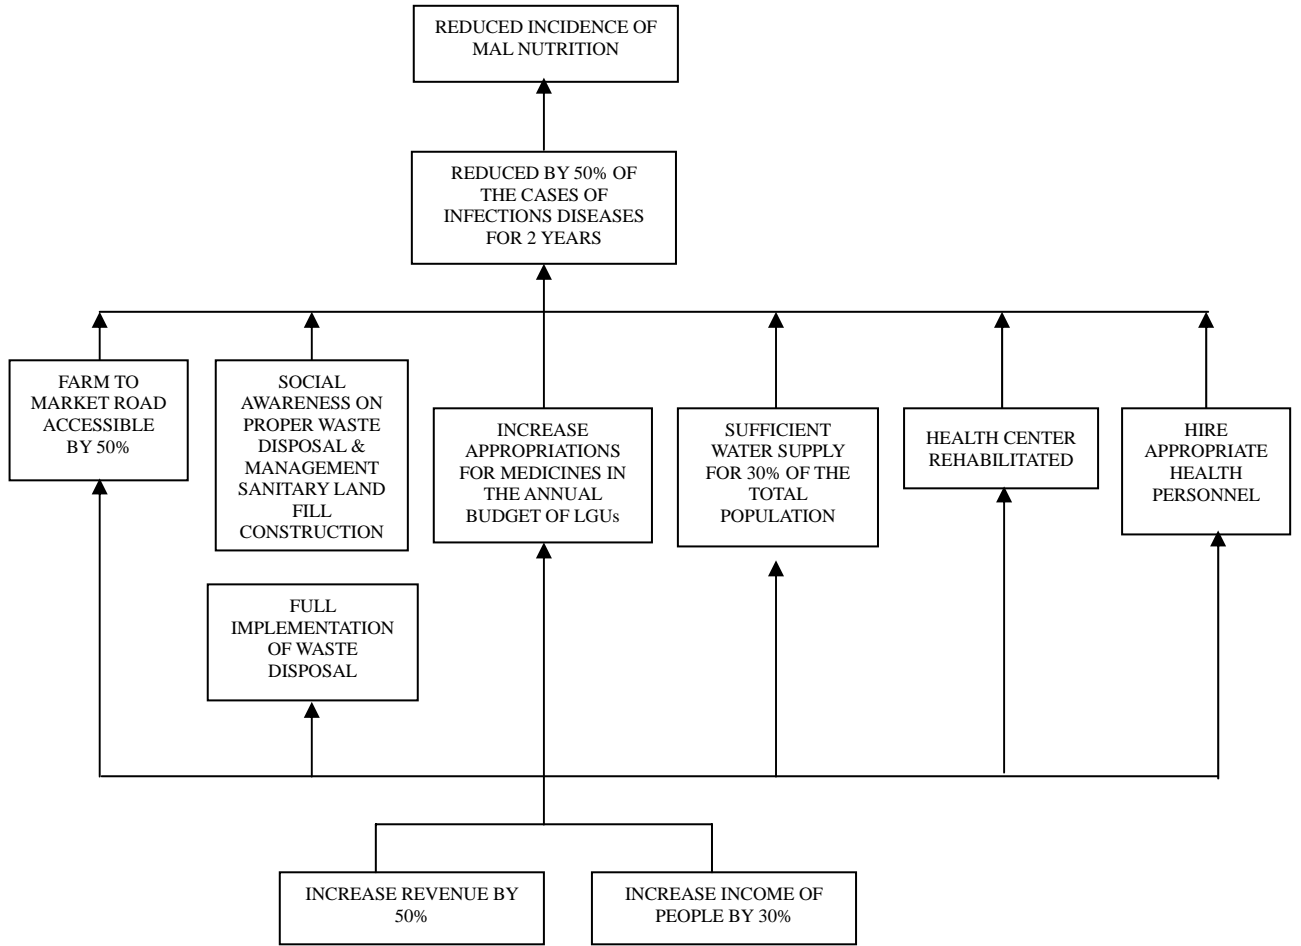 REDUCED INCIDENCE OF
MAL NUTRITION
REDUCED BY 50% OF
THE CASES OF
INFECTIONS DISEASES
FOR 2 YEARS
FARM TO
MARKET ROAD
ACCESSIBLE
BY 50%
SOCIAL
AWARENESS ON
PROPER WASTE
DISPOSAL &
MANAGEMENT
SANITARY LAND
FILL
CONSTRUCTION
INCREASE
APPROPRIATIONS
FOR MEDICINES IN
THE ANNUAL
BUDGET OF LGUs
SUFFICIENT
WATER SUPPLY
FOR 30% OF THE
TOTAL
POPULATION
HEALTH CENTER
REHABILITATED
HIRE
APPROPRIATE
HEALTH
PERSONNEL
FULL
IMPLEMENTATION
OF WASTE
DISPOSAL
INCREASE REVENUE BY
50%
INCREASE INCOME OF
PEOPLE BY 30%